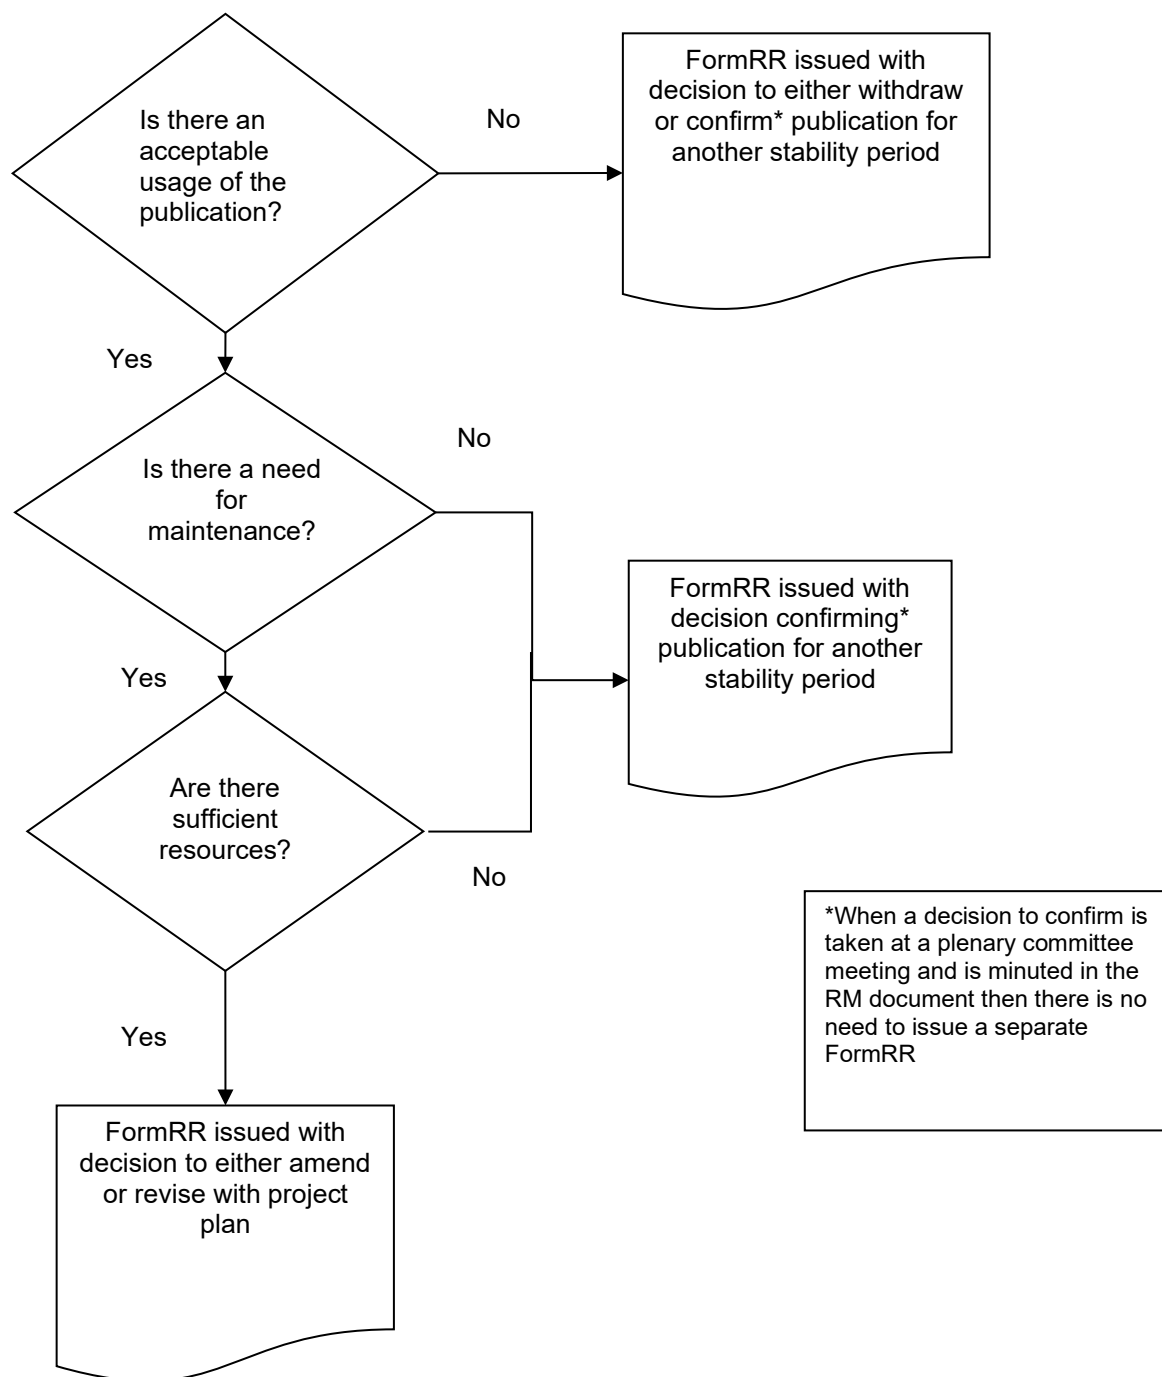 Is there an
acceptable
usage of the
publication?
No
FormRR issued with
decision to either withdraw
or confirm* publication for
another stability period
Yes
Is there a need
for
maintenance?
No
FormRR issued with
decision confirming*
publication for another
stability period
Yes
Are there
sufficient
resources?
No
*When a decision to confirm is
taken at a plenary committee
meeting and is minuted in the
RM document then there is no
need to issue a separate
FormRR
Yes
FormRR issued with
decision to either amend
or revise with project
plan